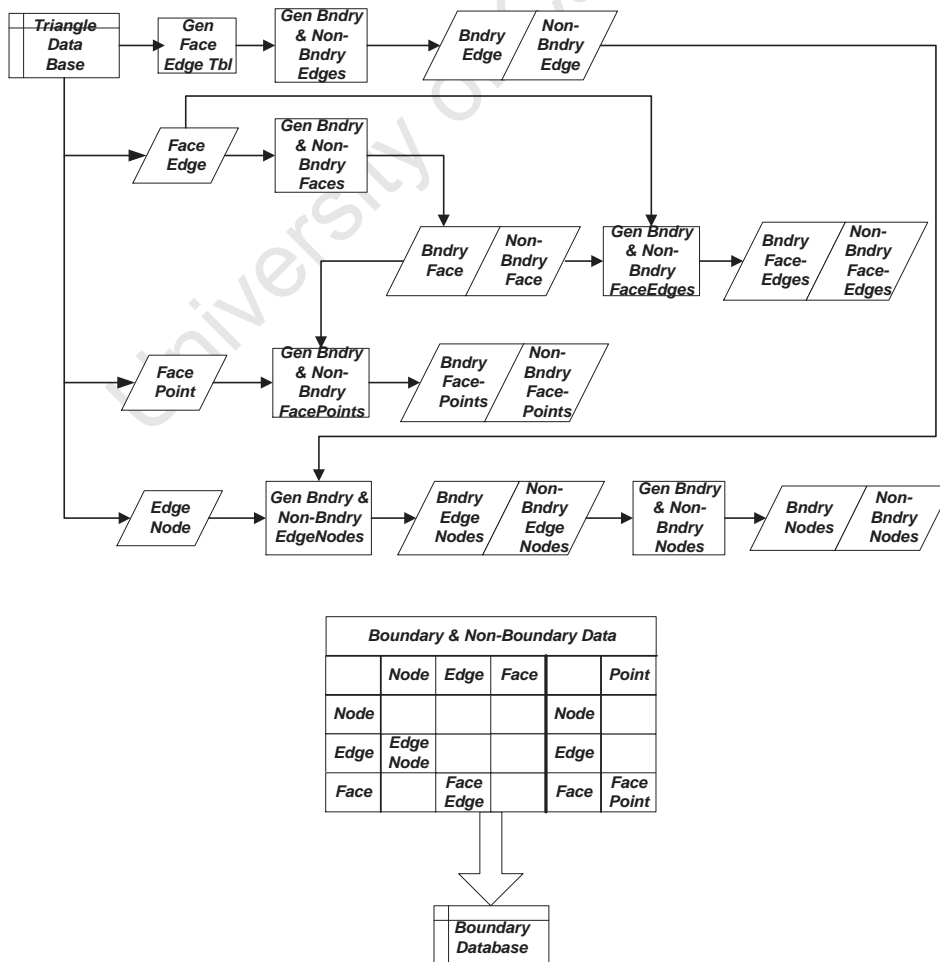 Triangle
Data
Base
Gen
Face
Edge Tbl
Gen Bndry
& Non-
Bndry
Edges
Bndry
Edge
Non-
Bndry
Edge
Face
Edge
Gen Bndry
& Non-
Bndry
Faces
Bndry
Face
Non-
Bndry
Face
Gen Bndry
& Non-
Bndry
FaceEdges
Bndry
Face-
Edges
Non-
Bndry
Face-
Edges
Face
Point
Gen Bndry
& Non-
Bndry
FacePoints
Bndry
Face-
Points
Non-
Bndry
Face-
Points
Edge
Node
Gen Bndry &
Non-Bndry
EdgeNodes
Bndry
Edge
Nodes
Non-
Bndry
Edge
Nodes
Gen Bndry
& Non-
Bndry
Nodes
Bndry
Nodes
Non-
Bndry
Nodes
University of
Boundary & Non-Boundary Data
Node Edge Face Point
Node Node
Edge Edge Node Edge
Face Face Edge Face Face Point
Boundary
Database